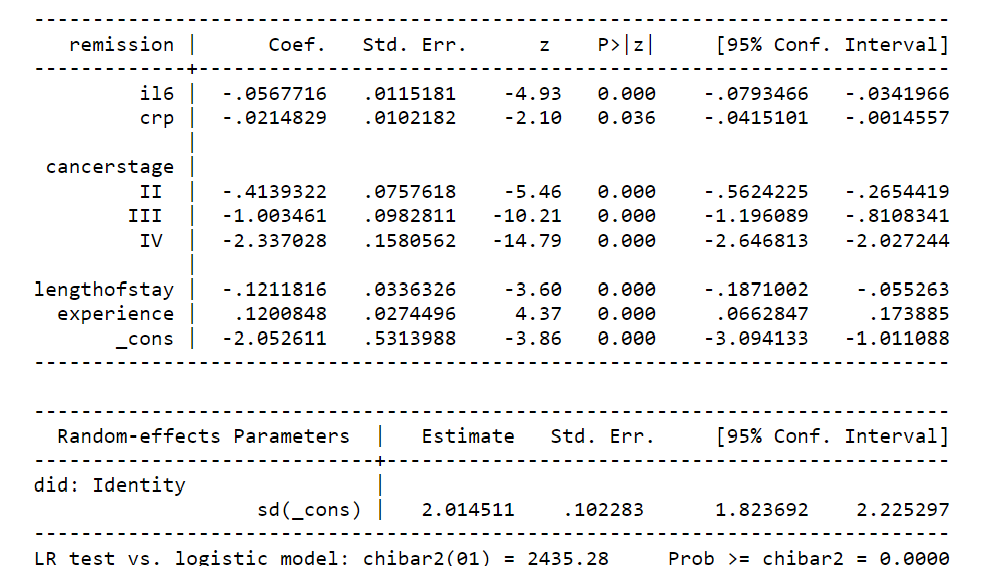 ------------------------------------------------------------------------------
   remission |      Coef.   Std. Err.      z    P>|z|     [95% Conf. Interval]
-------------+----------------------------------------------------------------
         il6 |  -.0567716   .0115181    -4.93   0.000    -.0793466   -.0341966
         crp |  -.0214829   .0102182    -2.10   0.036    -.0415101   -.0014557
             |
 cancerstage |
         II  |  -.4139322   .0757618    -5.46   0.000    -.5624225   -.2654419
        III  |  -1.003461   .0982811   -10.21   0.000    -1.196089   -.8108341
         IV  |  -2.337028   .1580562   -14.79   0.000    -2.646813   -2.027244
             |
lengthofstay |  -.1211816   .0336326    -3.60   0.000    -.1871002    -.055263
  experience |   .1200848   .0274496     4.37   0.000     .0662847     .173885
       _cons |  -2.052611   .5313988    -3.86   0.000    -3.094133   -1.011088
------------------------------------------------------------------------------

------------------------------------------------------------------------------
  Random-effects Parameters  |   Estimate   Std. Err.     [95% Conf. Interval]
-----------------------------+------------------------------------------------
did: Identity                |
                   sd(_cons) |   2.014511    .102283      1.823692    2.225297
------------------------------------------------------------------------------
LR test vs. logistic model: chibar2(01) = 2435.28     Prob >= chibar2 = 0.0000